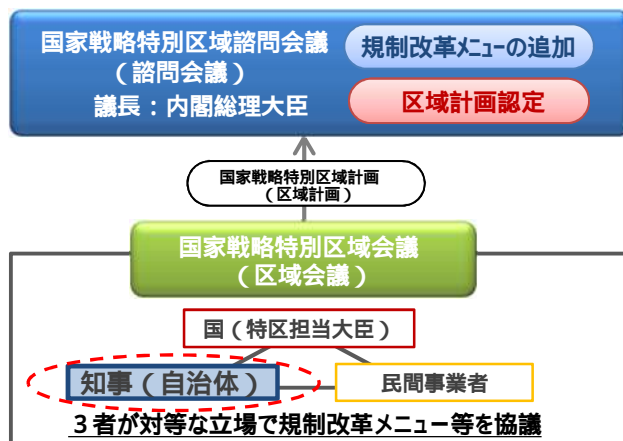 国家戦略特別区域諮問会議
（諮問会議）
議長：内閣総理大臣
規制改革メニューの追加
区域計画認定
国家戦略特別区域計画
（区域計画）
国家戦略特別区域会議
（区域会議）
国（特区担当大臣）
知事（自治体）
民間事業者
３者が対等な立場で規制改革メニュー等を協議